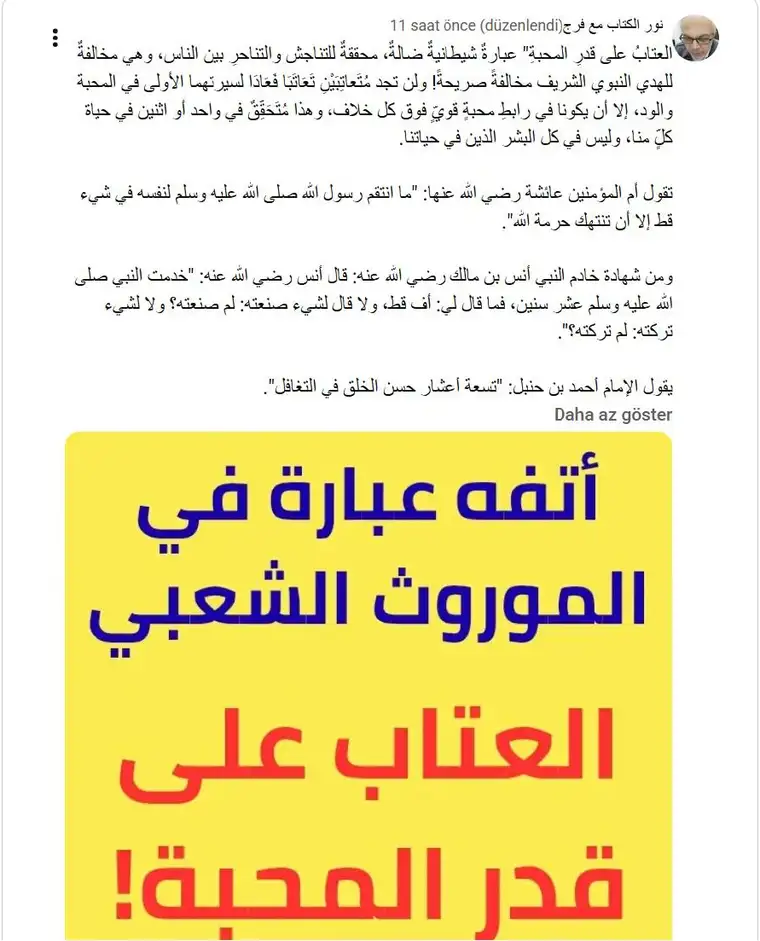 نور الكتاب مع فرج(düzenlendi) 11 saat önce
العتابُ على قدرِ المحبةِ" عبارةٌ شيطانيةٌ ضالةٌ، محققةٌ للتناجشِ والتناحرِ بين الناس، وهي مخالفةٌ
للهدي النبوي الشريف مخالفةً صريحةً! ولن تجد مُتَعاتِبَيْنِ تَعَاتَبَا فَعَادَا لسيرتهما الأولى في المحبة
والود، إلا أن يكونا في رابطِ محبةٍ قويٍّ فوق كل خلاف، وهذا مُتَحَقِّقٌ في واحد أو اثنين في حياة
كلٍّ منا، وليس في كل البشر الذين في حياتنا.
تقول أم المؤمنين عائشة رضي الله عنها: "ما انتقم رسول الله صلى الله عليه وسلم لنفسه في شيء
قط إلا أن تنتهك حرمة الله".
ومن شهادة خادم النبي أنس بن مالك رضي الله عنه: قال أنس رضي الله عنه: "خدمت النبي صلى
الله عليه وسلم عشر سنين، فما قال لي: أف قط، ولا قال لشيء صنعته: لم صنعته؟ ولا لشيء
تركته: لم تركته؟".
يقول الإمام أحمد بن حنبل: "تسعة أعشار حسن الخلق في التغافل".
Daha az göster
أتفه عبارة في
الموروث الشعبي
العتاب على
قدر المحبة!